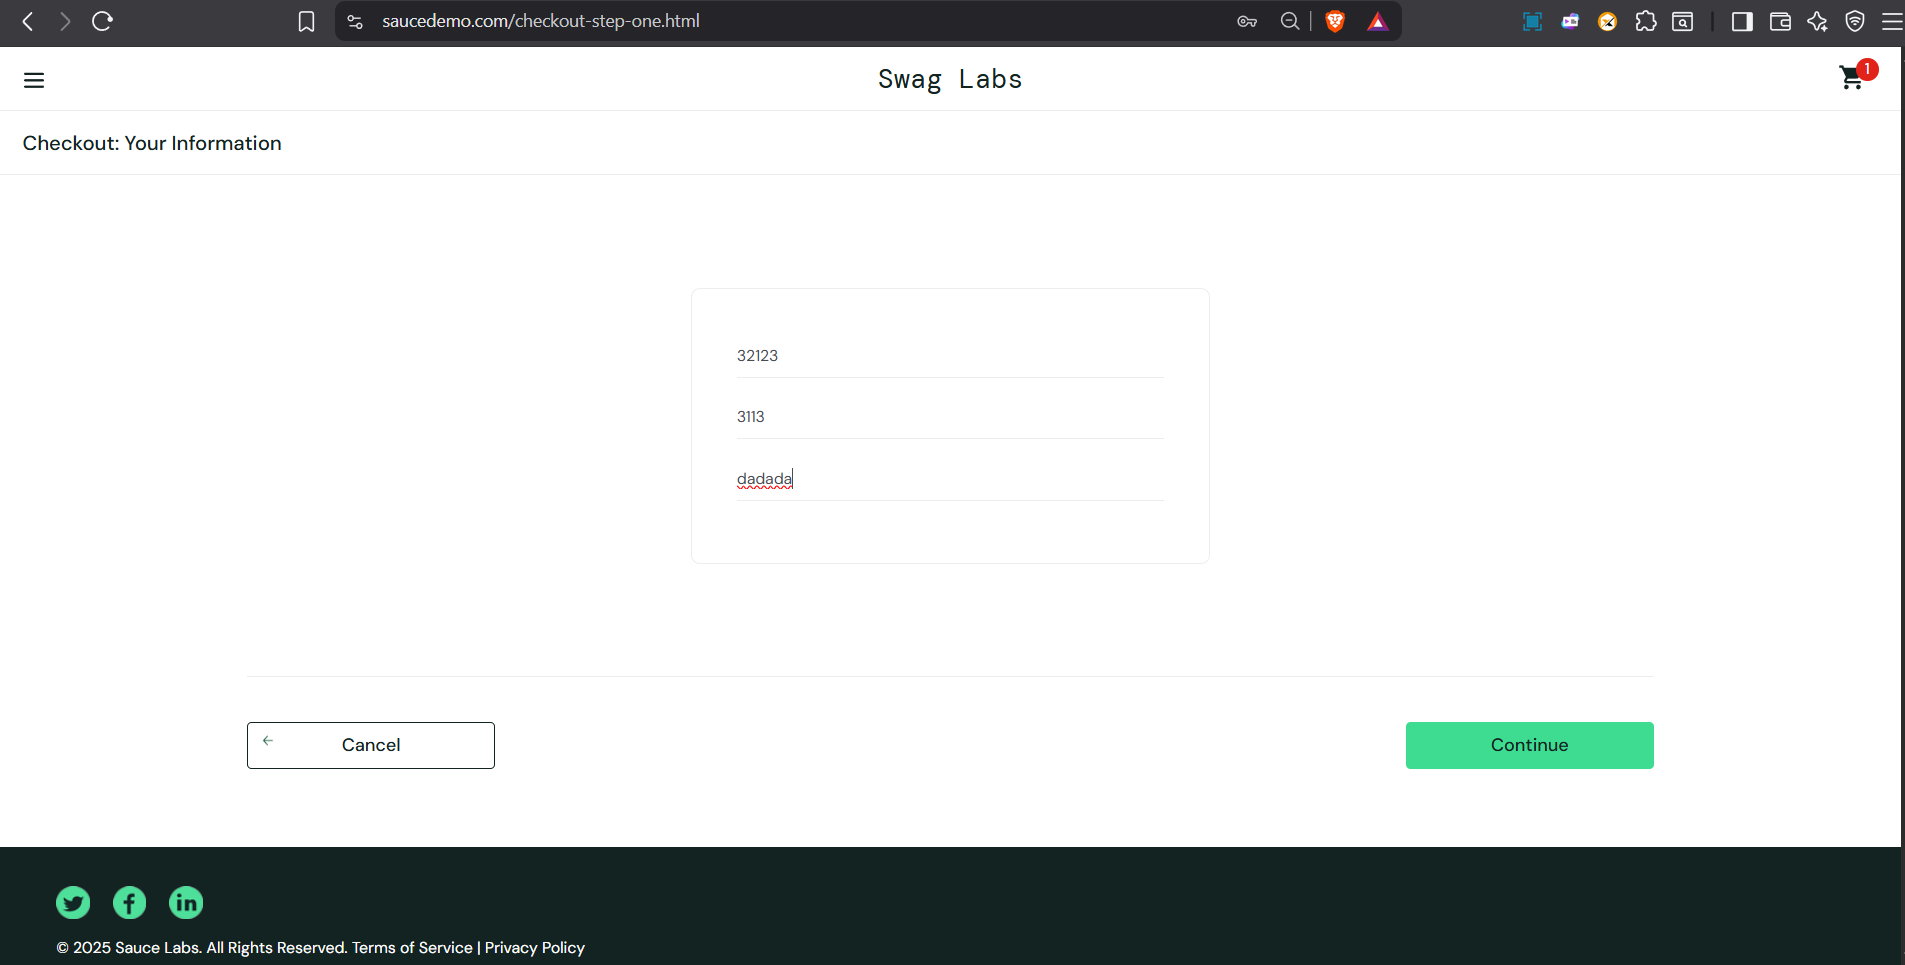 saucedemo.com/checkout-step-one.html
Swag Labs
1
Checkout: Your Information
32123
3113
dadada
Cancel
Continue
© 2025 Sauce Labs. All Rights Reserved. Terms of Service | Privacy Policy